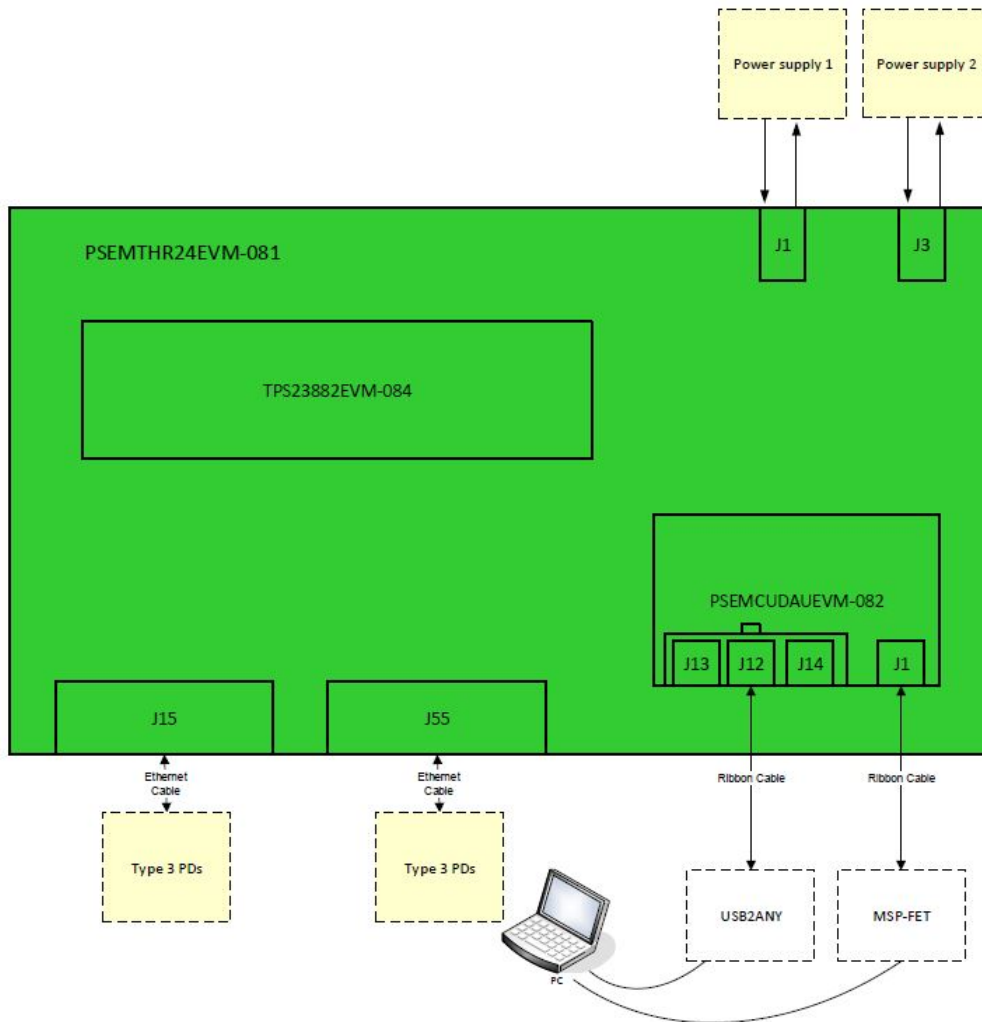 Power supply 1
Power supply 2
J1
J3
PSEMTHR24EVM-081
TPS23882EVM-084
PSEMCUDAUEVM-082
J13
J12
J14
J1
J15
J55
Ethernet
Cable
Ethernet
Cable
Ribbon Cable
Ribbon Cable
Type 3 PDs
Type 3 PDs
USB2ANY
MSP-FET
PC